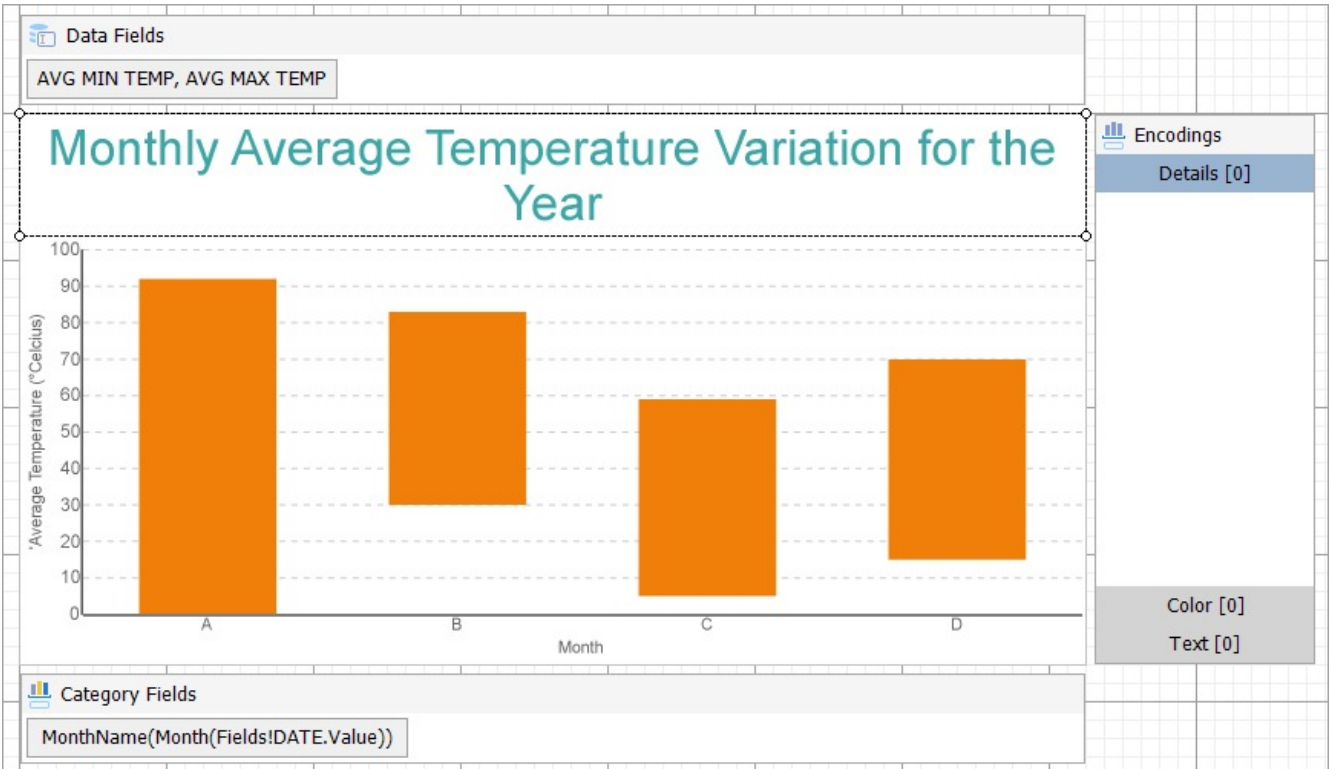 Data Fields
AVG MIN TEMP, AVG MAX TEMP
Monthly Average Temperature Variation for the
Year
Encodings
Details [0]
100
90
80
70
60
50
40
30
20
10
0
'Average Temperature (°Celcius)
A
B
C
D
Month
Color [0]
Text [0]
Category Fields
MonthName(Month(Fields!DATE.Value))